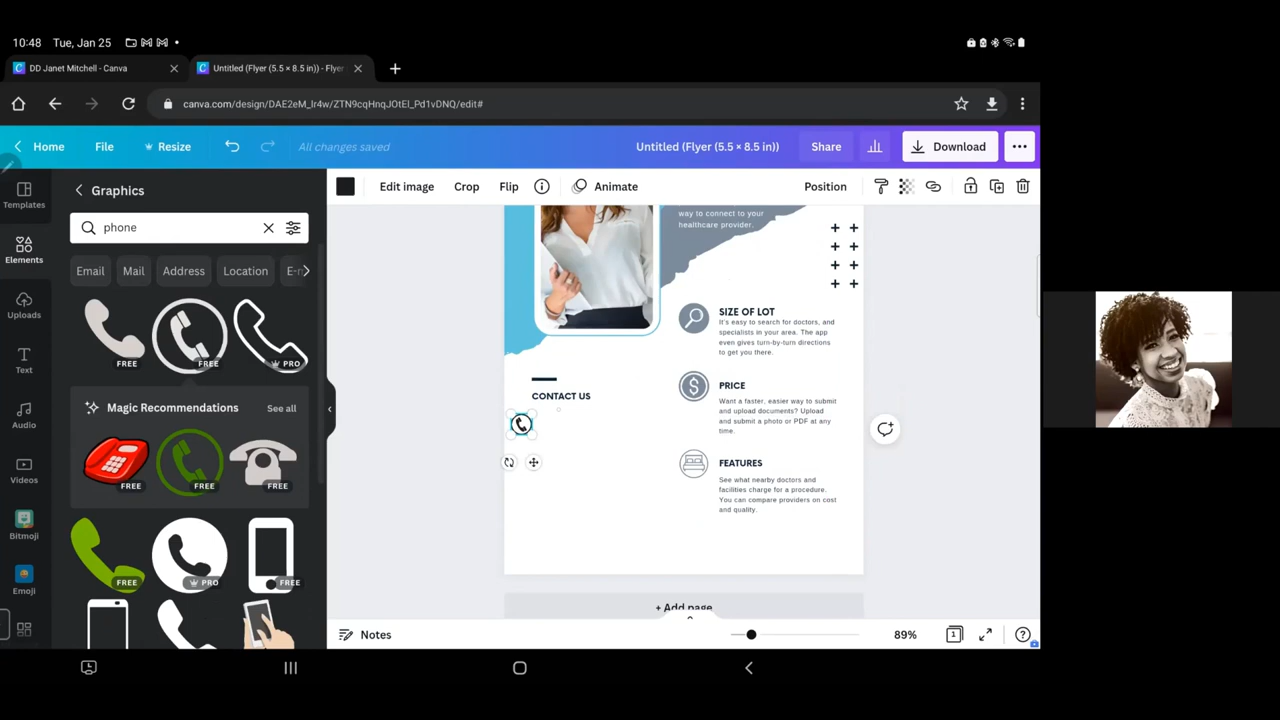 10:48 Tue, Jan 25
DD Janet Mitchell - Canva
Untitled (Flyer (5.5 × 8.5 in)) - Flyer
canva.com/design/DAE2eM_Ir4w/ZTN9cqHnqJOtEl_Pd1vDNQ/edit#
Home
File
Resize
All changes saved
Untitled (Flyer (5.5 × 8.5 in))
Share
Download
Templates
Elements
Uploads
Text
Audio
Videos
Bitmoji
Emoji
Graphics
phone
Email
Mail
Address
Location
E-r
FREE
FREE
PRO
Magic Recommendations
See all
FREE
FREE
FREE
FREE
PRO
FREE
Edit image
Crop
Flip
Animate
Position
way to connect to your
healthcare provider.
SIZE OF LOT
It's easy to search for doctors, and
specialists in your area. The app
even gives turn-by-turn directions
to get you there.
CONTACT US
PRICE
Want a faster, easier way to submit
and upload documents? Upload
and submit a photo or PDF at any
time.
FEATURES
See what nearby doctors and
facilities charge for a procedure.
You can compare providers on cost
and quality.
+ Add page
Notes
89%
1